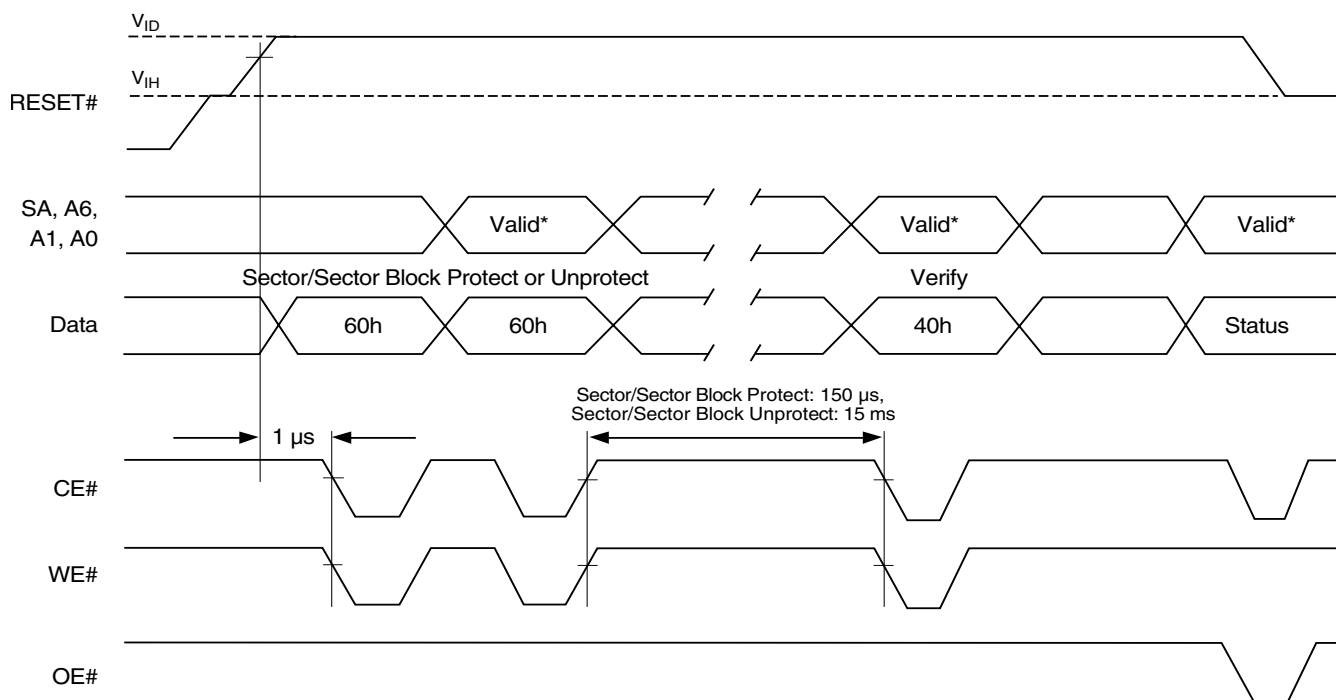 VID
VIH
RESET#
SA, A6,
A1, A0
Valid*
Valid*
Valid*
Sector/Sector Block Protect or Unprotect
Verify
Data
60h
60h
40h
Status
Sector/Sector Block Protect: 150 µs,
Sector/Sector Block Unprotect: 15 ms
1 µs
CE#
WE#
OE#